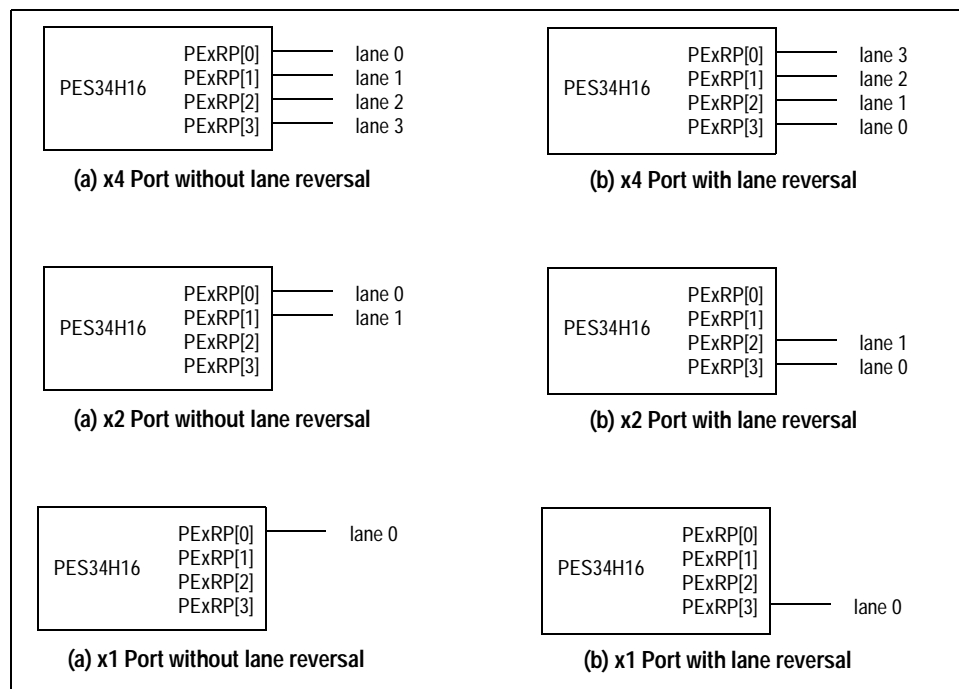 PES34H16
PExRP[0] lane 0
PExRP[1] lane 1
PExRP[2] lane 2
PExRP[3] lane 3
(a) x4 Port without lane reversal
PES34H16
PExRP[0] lane 3
PExRP[1] lane 2
PExRP[2] lane 1
PExRP[3] lane 0
(b) x4 Port with lane reversal
PES34H16
PExRP[0] lane 0
PExRP[1] lane 1
PExRP[2]
PExRP[3]
(a) x2 Port without lane reversal
PES34H16
PExRP[0]
PExRP[1]
PExRP[2] lane 1
PExRP[3] lane 0
(b) x2 Port with lane reversal
PES34H16
PExRP[0] lane 0
PExRP[1]
PExRP[2]
PExRP[3]
(a) x1 Port without lane reversal
PES34H16
PExRP[0]
PExRP[1]
PExRP[2]
PExRP[3] lane 0
(b) x1 Port with lane reversal